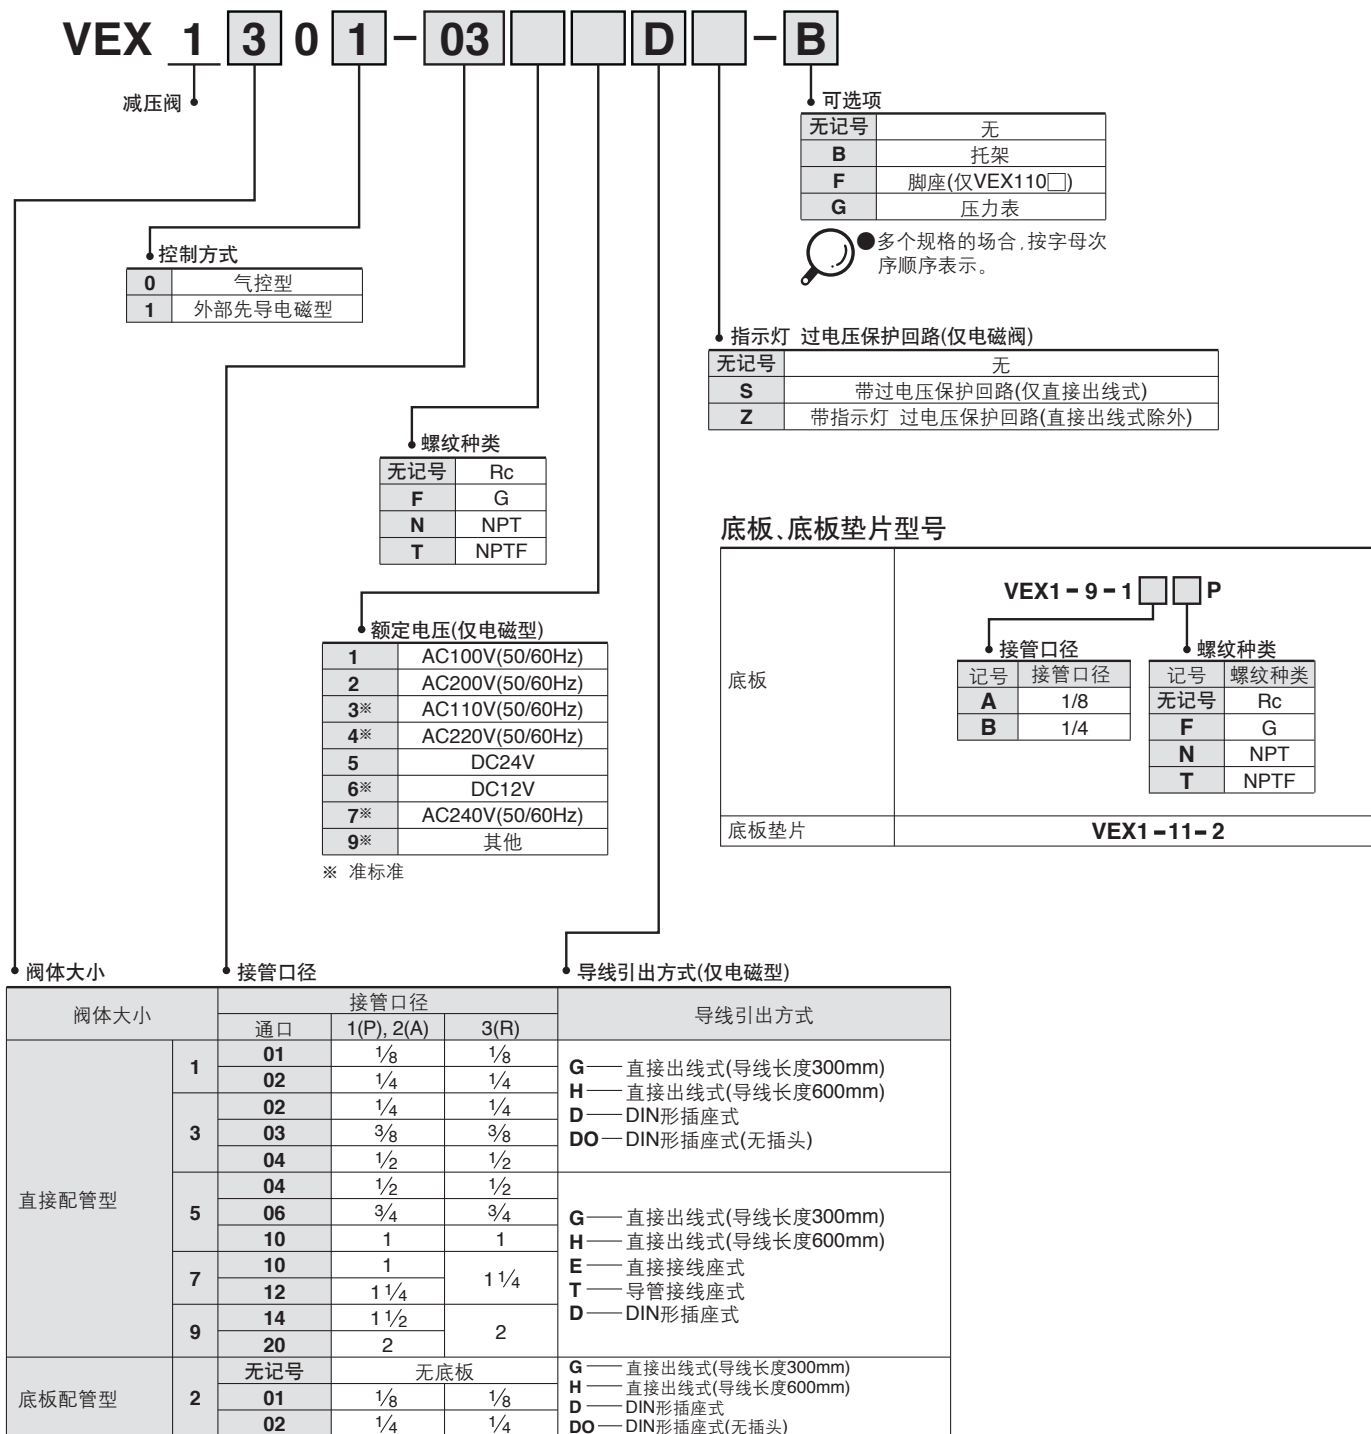 VEX 1 3 0 1 - 03 D - B
减压阀
可选项
无记号 无
B 托架
F 脚座(仅VEX110□)
G 压力表
●多个规格的场合,按字母次
序顺序表示。
控制方式
0 气控型
1 外部先导电磁型
指示灯 过电压保护回路(仅电磁阀)
无记号 无
S 带过电压保护回路(仅直接出线式)
Z 带指示灯 过电压保护回路(直接出线式除外)
螺纹种类
无记号 Rc
F G
N NPT
T NPTF
额定电压(仅电磁型)
1 AC100V(50/60Hz)
2 AC200V(50/60Hz)
3※ AC110V(50/60Hz)
4※ AC220V(50/60Hz)
5 DC24V
6※ DC12V
7※ AC240V(50/60Hz)
9※ 其他
※ 准标准
底板、底板垫片型号
底板
VEX1-9-1□□P
接管口径
记号 接管口径
A 1/8
B 1/4
螺纹种类
记号 螺纹种类
无记号 Rc
F G
N NPT
T NPTF
底板垫片 VEX1-11-2
阀体大小
接管口径
导线引出方式(仅电磁型)
阀体大小 接管口径 导线引出方式
通口 1(P), 2(A) 3(R)
直接配管型
1
01 1/8 1/8
02 1/4 1/4
3
02 1/4 1/4
03 3/8 3/8
04 1/2 1/2
G——直接出线式(导线长度300mm)
H——直接出线式(导线长度600mm)
D——DIN形插座式
DO—DIN形插座式(无插头)
5
04 1/2 1/2
06 3/4 3/4
10 1 1
7
10 1 1 1/4
12 1 1/4
9
14 1 1/2 2
20 2
G——直接出线式(导线长度300mm)
H——直接出线式(导线长度600mm)
E——直接接线座式
T——导管接线座式
D——DIN形插座式
底板配管型
2
无记号 无底板
01 1/8 1/8
02 1/4 1/4
G——直接出线式(导线长度300mm)
H——直接出线式(导线长度600mm)
D——DIN形插座式
DO—DIN形插座式(无插头)